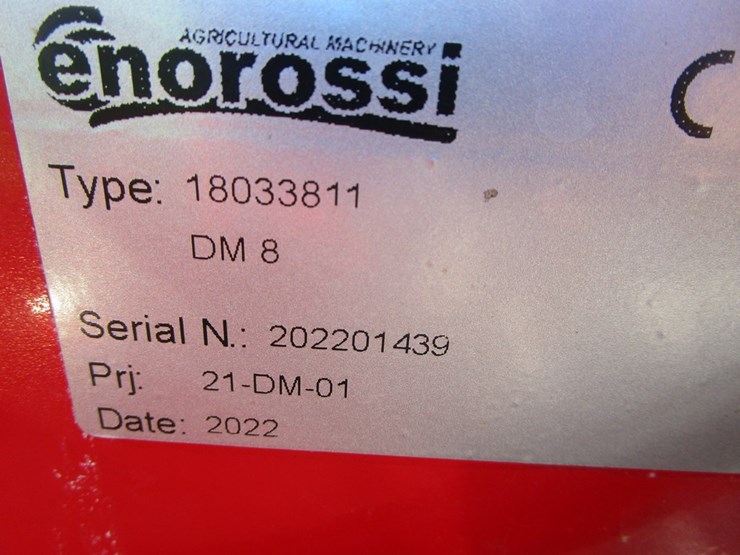 AGRICULTURAL MACHINERY
enorossi
C
Type: 18033811
DM 8
Serial N.: 202201439
Prj: 21-DM-01
Date: 2022